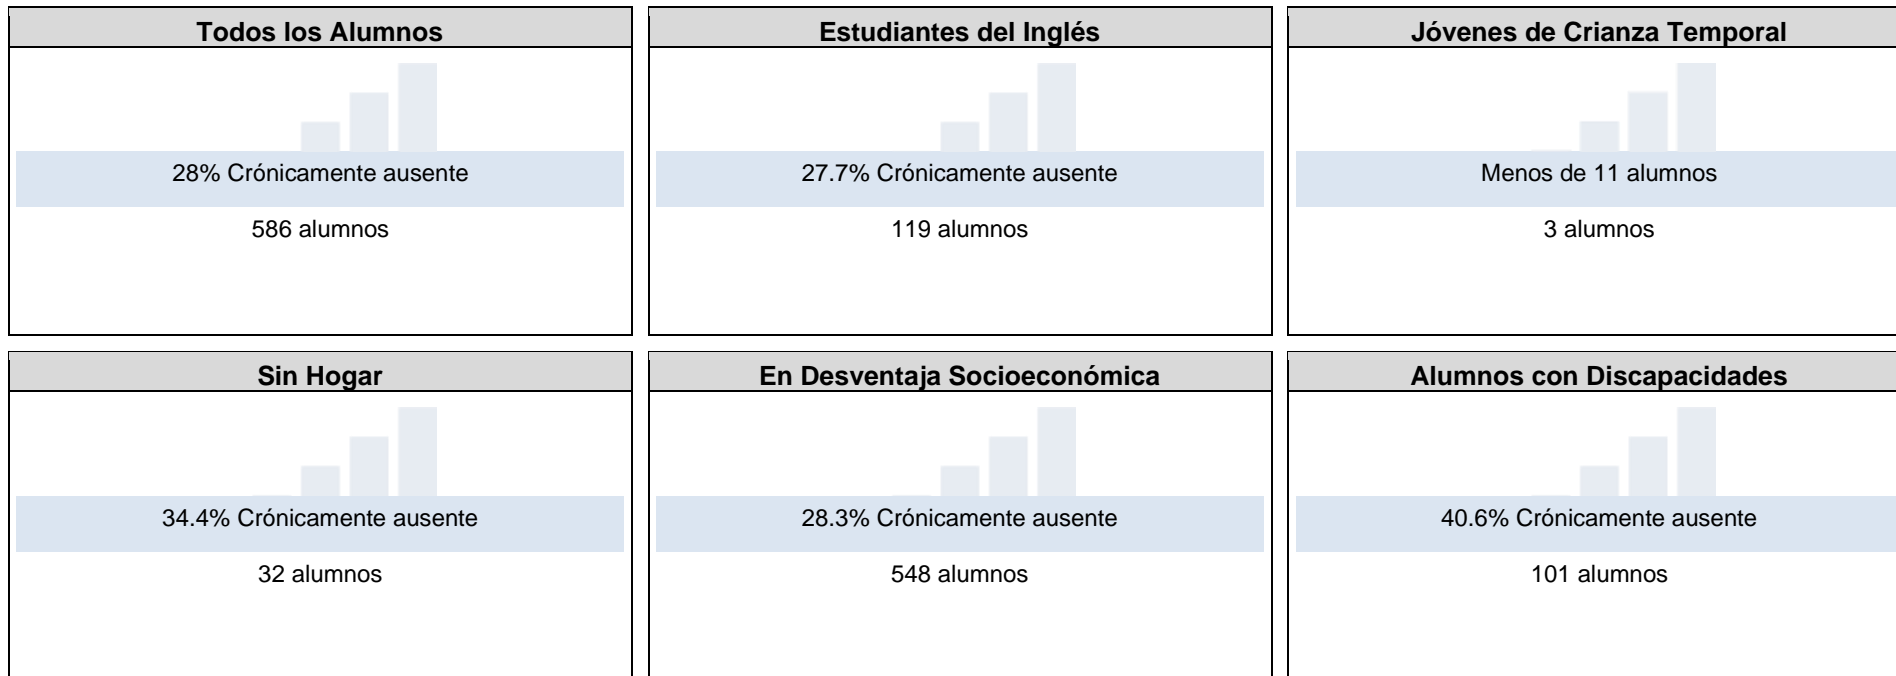 Todos los Alumnos
28% Crónicamente ausente
586 alumnos
Estudiantes del Inglés
27.7% Crónicamente ausente
119 alumnos
Jóvenes de Crianza Temporal
Menos de 11 alumnos
3 alumnos
Sin Hogar
34.4% Crónicamente ausente
32 alumnos
En Desventaja Socioeconómica
28.3% Crónicamente ausente
548 alumnos
Alumnos con Discapacidades
40.6% Crónicamente ausente
101 alumnos